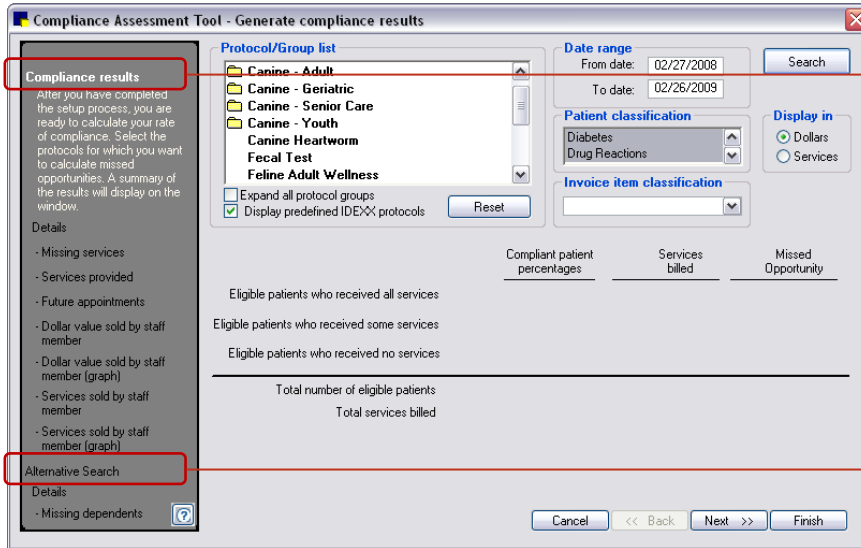 Compliance Assessment Tool - Generate compliance results
Compliance results
After you have completed
the setup process, you are
ready to calculate your rate
of compliance. Select the
protocols for which you want
to calculate missed
opportunities. A summary of
the results will display on the
window.
Details
- Missing services
- Services provided
- Future appointments
- Dollar value sold by staff
member
- Dollar value sold by staff
member (graph)
- Services sold by staff
member
- Services sold by staff
member (graph)
Alternative Search
Details
- Missing dependents
?
Protocol/Group list
Canine - Adult
Canine - Geriatric
Canine - Senior Care
Canine - Youth
Canine Heartworm
Fecal Test
Feline Adult Wellness
Expand all protocol groups
Display predefined IDEXX protocols
Reset
Date range
From date: 02/27/2008
To date: 02/26/2009
Search
Patient classification
Diabetes
Drug Reactions
Display in
Dollars
Services
Invoice item classification
Compliant patient
percentages
Services
billed
Missed
Opportunity
Eligible patients who received all services
Eligible patients who received some services
Eligible patients who received no services
Total number of eligible patients
Total services billed
Cancel
<< Back
Next >>
Finish